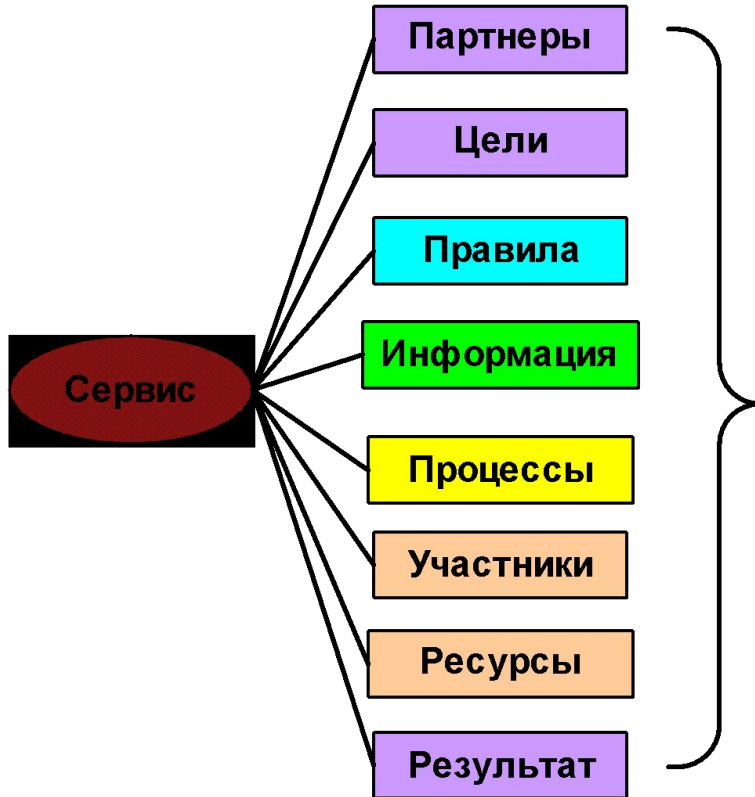 Партнеры
Цели
Правила
Информация
Сервис
Процессы
Участники
Ресурсы
Результат